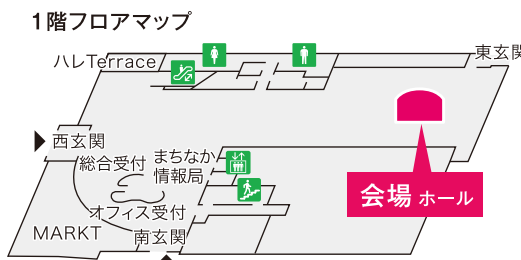 1階フロアマップ
東玄関
ハレTerrace
西玄関
総合受付
まちなか
情報局
会場 ホール
オフィス受付
MARKT
南玄関